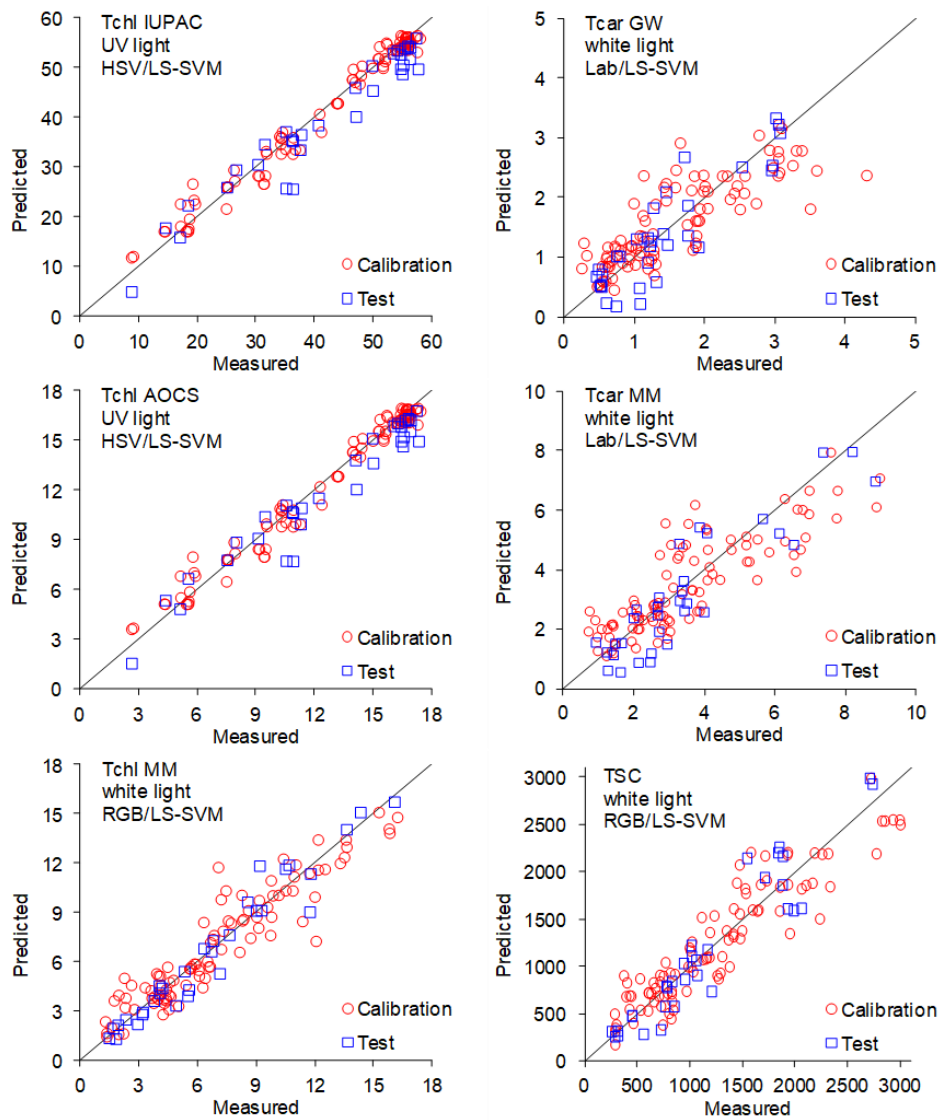 Tchl IUPAC
UV light
HSV/LS-SVM
60
50
40
30
20
10
0
Predicted
Calibration
Test
0 10 20 30 40 50 60
Measured
Tcar GW
white light
Lab/LS-SVM
5
4
3
2
1
0
Predicted
Calibration
Test
0 1 2 3 4 5
Measured
Tchl AOCS
UV light
HSV/LS-SVM
18
15
12
9
6
3
0
Predicted
Calibration
Test
0 3 6 9 12 15 18
Measured
Tcar MM
white light
Lab/LS-SVM
10
8
6
4
2
0
Predicted
Calibration
Test
0 2 4 6 8 10
Measured
Tchl MM
white light
RGB/LS-SVM
18
15
12
9
6
3
0
Predicted
Calibration
Test
0 3 6 9 12 15 18
Measured
TSC
white light
RGB/LS-SVM
3000
2500
2000
1500
1000
500
0
Predicted
Calibration
Test
0 500 1000 1500 2000 2500 3000
Measured